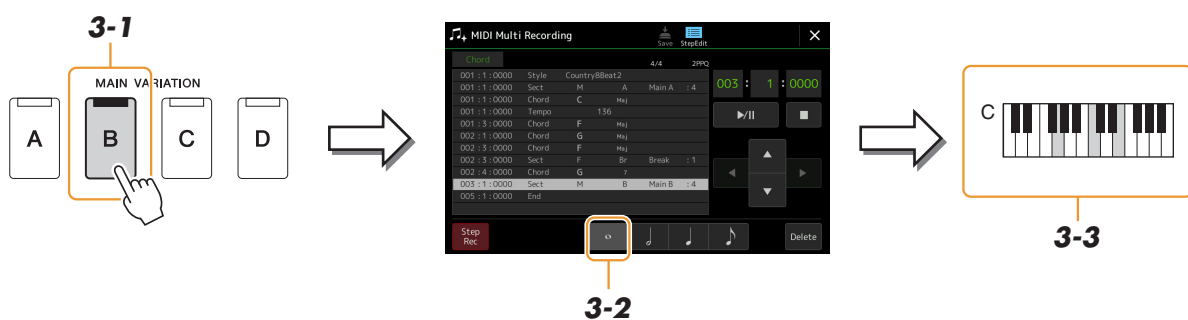 3-1
MAIN VARIATION
A B C D
MIDI Multi Recording Save StepEdit
Chord 4/4 2PPQ
001 : 1 : 0000 Style Country8Beat2
001 : 1 : 0000 Sect M A Main A : 4
001 : 1 : 0000 Chord C Maj
001 : 1 : 0000 Tempo 136
001 : 3 : 0000 Chord F Maj
002 : 1 : 0000 Chord G Maj
002 : 3 : 0000 Chord F Maj
002 : 3 : 0000 Sect F Br Break : 1
002 : 4 : 0000 Chord G 7
003 : 1 : 0000 Sect M B Main B : 4
005 : 1 : 0000 End
003 : 1 : 0000
Step
Rec
Delete
3-2
C
3-3